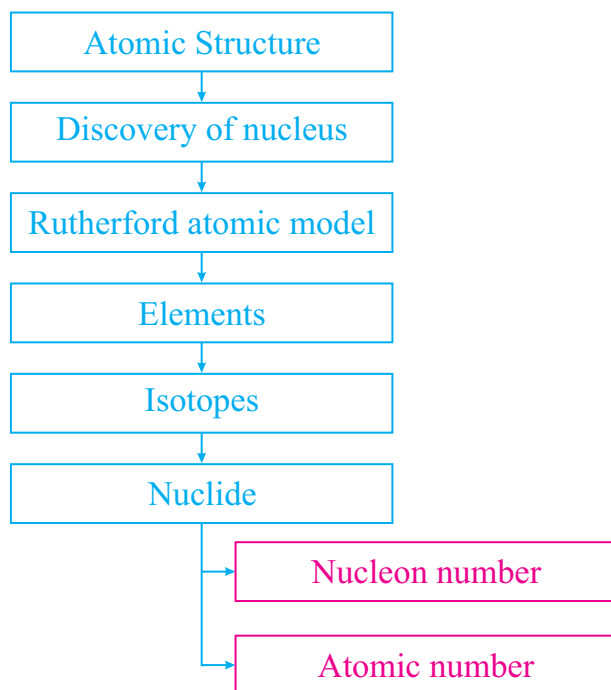 Atomic Structure
Discovery of nucleus
Rutherford atomic model
Elements
Isotopes
Nuclide
Nucleon number
Atomic number